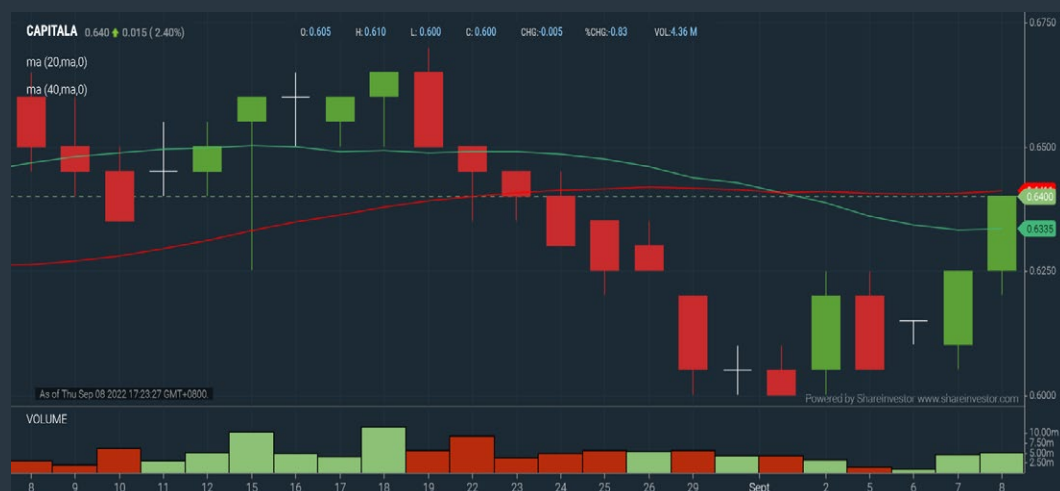 CAPITALA 0.640 0.015 ( 2.40%) O: 0.605 H: 0.610 L: 0.600 C: 0.600 CHG:-0.005 %CHG:-0.83 VOL:4.36 M
ma (20,ma,0)
ma (40,ma,0)
0.6750
0.6500
0.6400
0.6335
0.6250
0.6000
As of Thu Sep 08 2022 17:23:27 GMT+0800.
Powered by Shareinvestor www.shareinvestor.com
VOLUME
10.00m
7.50m
5.00m
2.50m
8 9 10 11 12 15 16 17 18 19 22 23 24 25 26 29 Sept 2 5 6 7 8